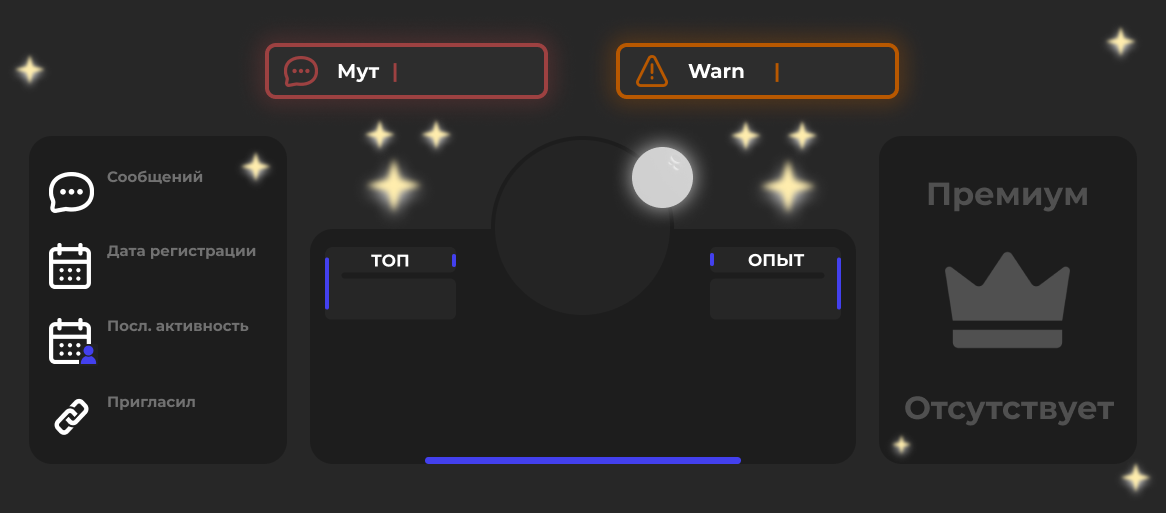 Мут |
Warn |
Сообщений
Дата регистрации
Посл. активность
Пригласил
ТОП
ОПЫТ
Премиум
Отсутствует